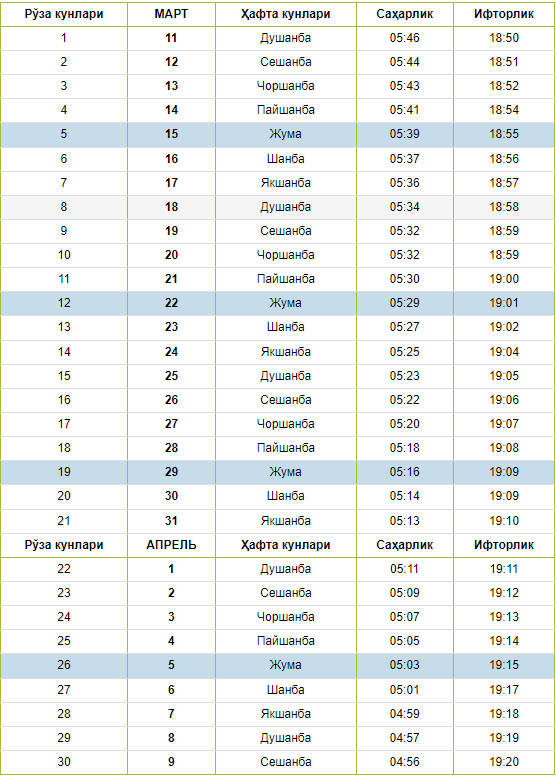 Рўза кунлари МАРТ Ҳафта кунлари Саҳарлик Ифторлик
1 11 Душанба 05:46 18:50
2 12 Сешанба 05:44 18:51
3 13 Чоршанба 05:43 18:52
4 14 Пайшанба 05:41 18:54
5 15 Жума 05:39 18:55
6 16 Шанба 05:37 18:56
7 17 Якшанба 05:36 18:57
8 18 Душанба 05:34 18:58
9 19 Сешанба 05:32 18:59
10 20 Чоршанба 05:32 18:59
11 21 Пайшанба 05:30 19:00
12 22 Жума 05:29 19:01
13 23 Шанба 05:27 19:02
14 24 Якшанба 05:25 19:04
15 25 Душанба 05:23 19:05
16 26 Сешанба 05:22 19:06
17 27 Чоршанба 05:20 19:07
18 28 Пайшанба 05:18 19:08
19 29 Жума 05:16 19:09
20 30 Шанба 05:14 19:09
21 31 Якшанба 05:13 19:10
Рўза кунлари АПРЕЛЬ Ҳафта кунлари Саҳарлик Ифторлик
22 1 Душанба 05:11 19:11
23 2 Сешанба 05:09 19:12
24 3 Чоршанба 05:07 19:13
25 4 Пайшанба 05:05 19:14
26 5 Жума 05:03 19:15
27 6 Шанба 05:01 19:17
28 7 Якшанба 04:59 19:18
29 8 Душанба 04:57 19:19
30 9 Сешанба 04:56 19:20